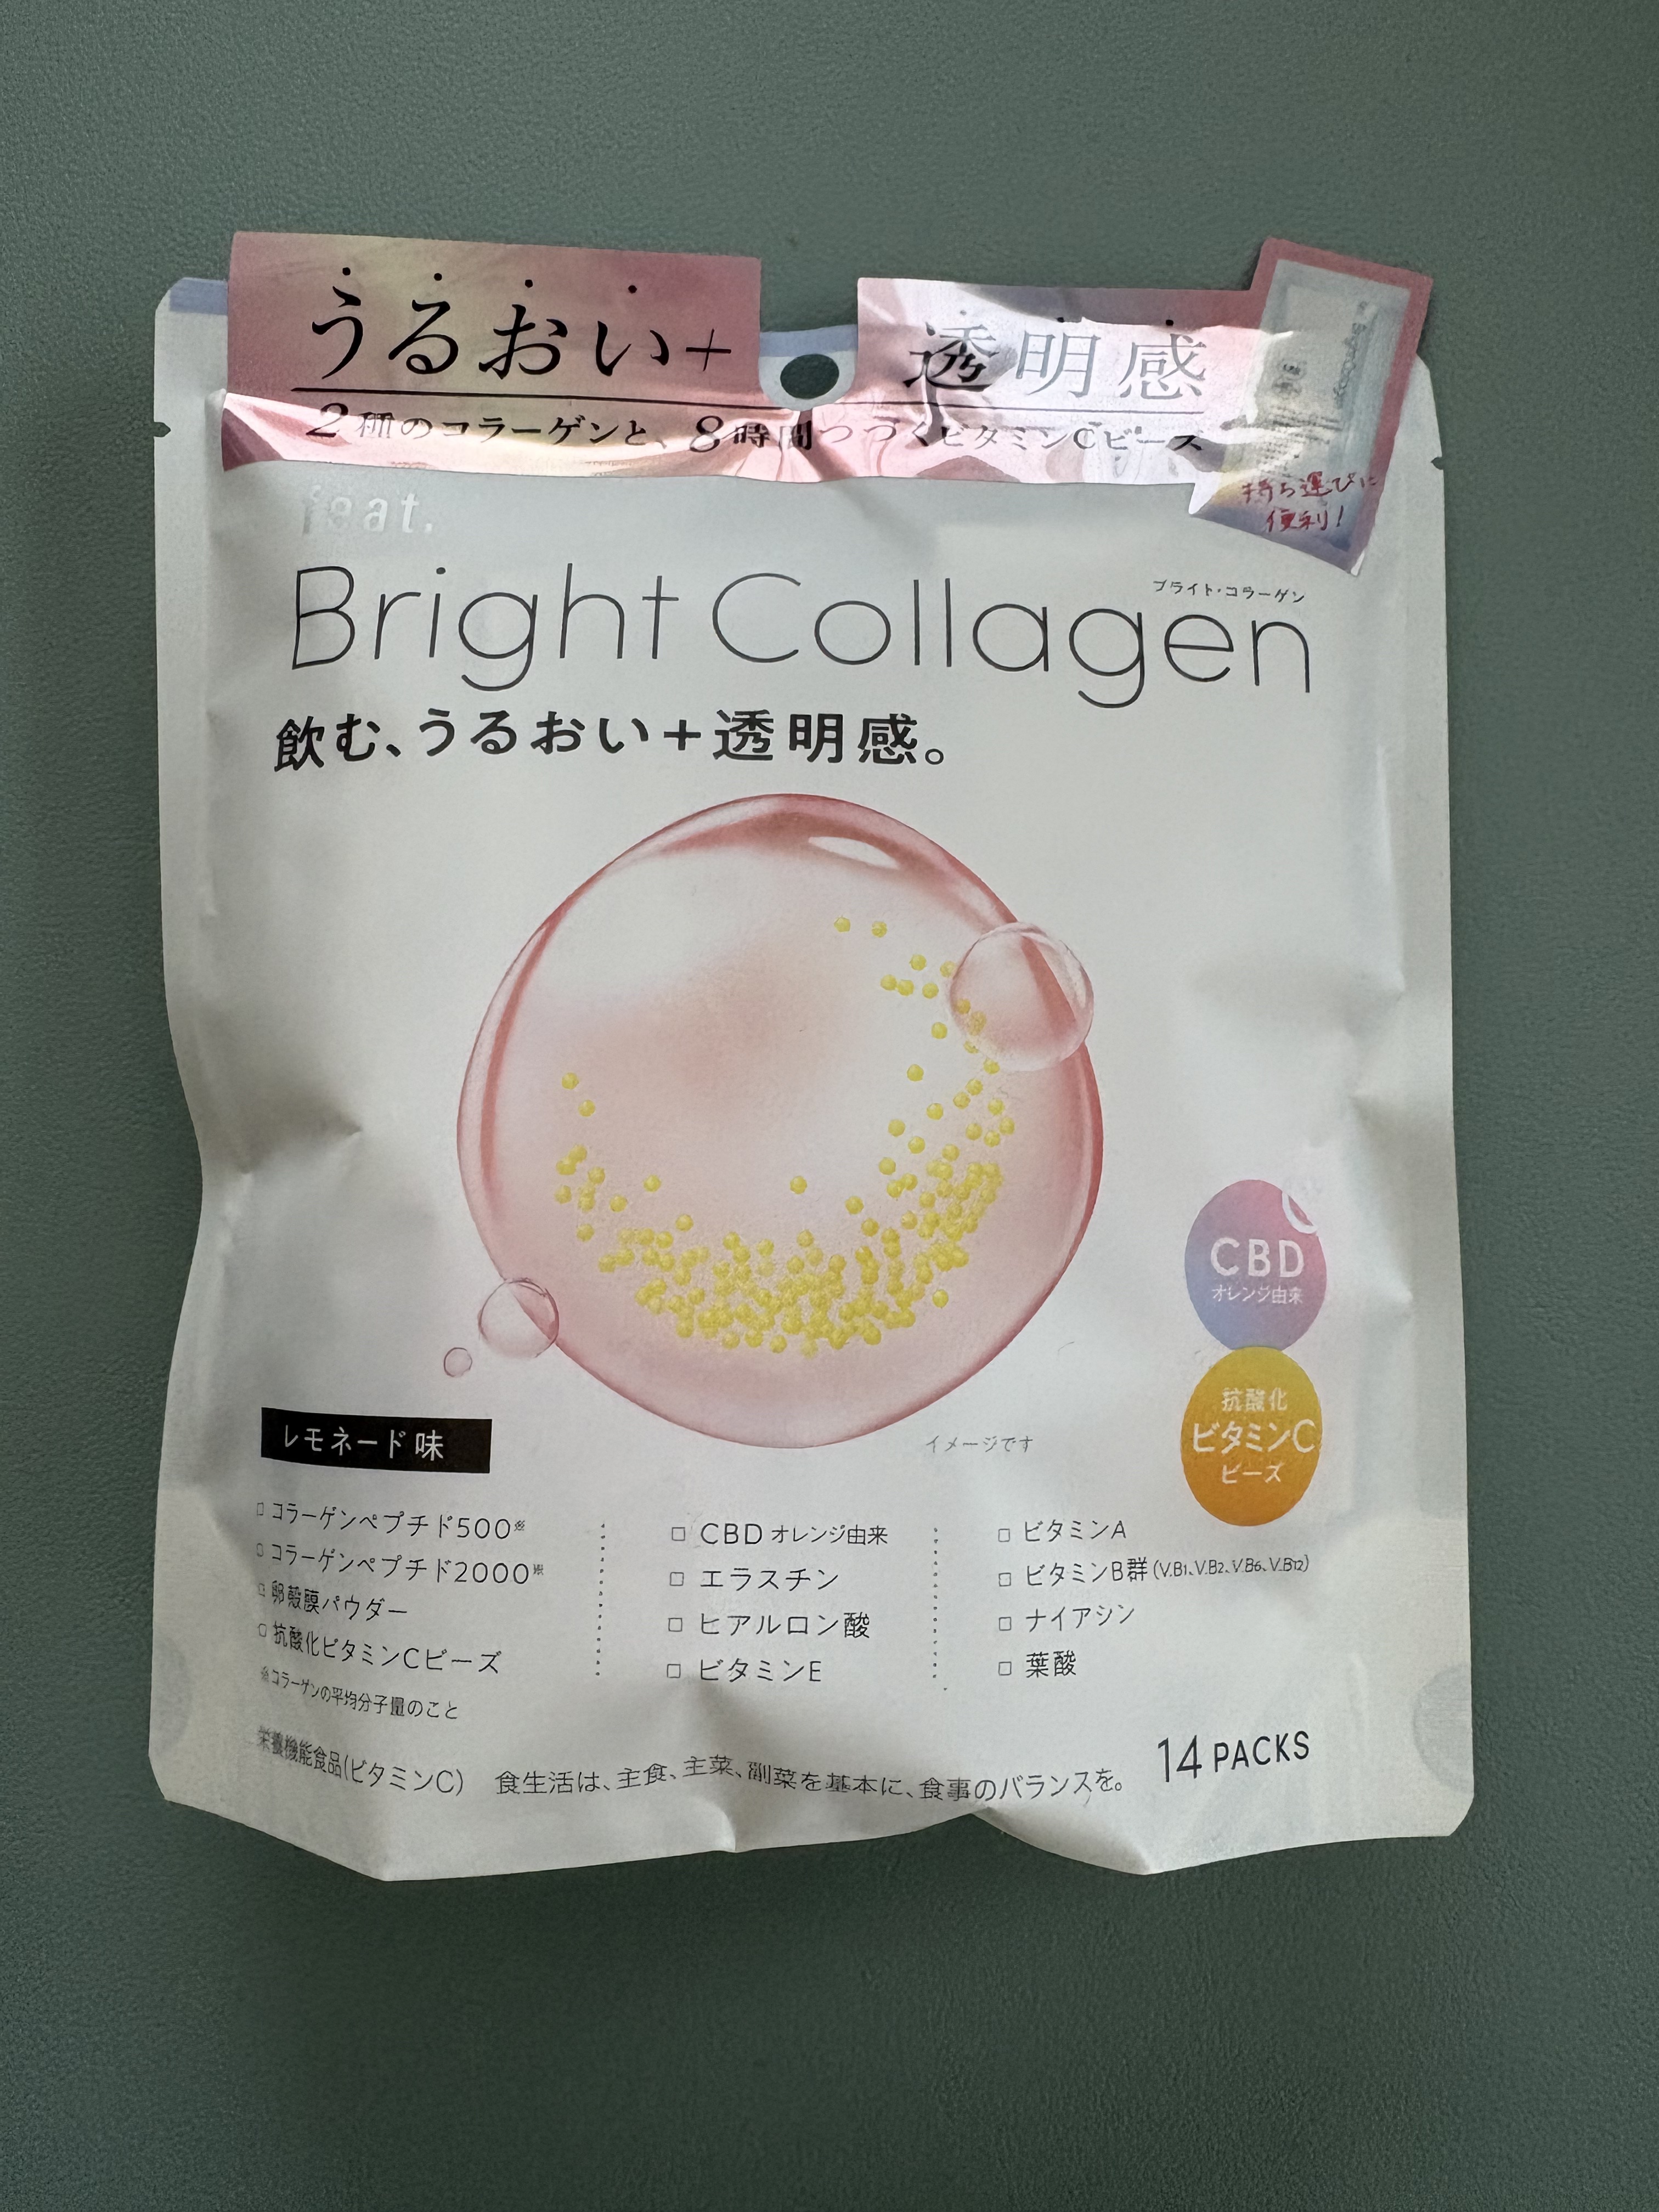 うるおい+
透明感
2種のコラーゲンと、8時間つづくビタミンCビーズ
持ち運びに
便利！
feat.
ブライト・コラーゲン
Bright Collagen
飲む、うるおい+透明感。
CBD
オレンジ由来
抗酸化
ビタミンC
ビーズ
イメージです
レモネード味
□ コラーゲンペプチド500※
□ コラーゲンペプチド2000※
□ 卵殻膜パウダー
□ 抗酸化ビタミンCビーズ
※コラーゲンの平均分子量のこと
□ CBD オレンジ由来
□ エラスチン
□ ヒアルロン酸
□ ビタミンE
□ ビタミンA
□ ビタミンB群(V.B1、V.B2、V.B6、V.B12)
□ ナイアシン
□ 葉酸
栄養機能食品(ビタミンC) 食生活は、主食、主菜、副菜を基本に、食事のバランスを。
14 PACKS